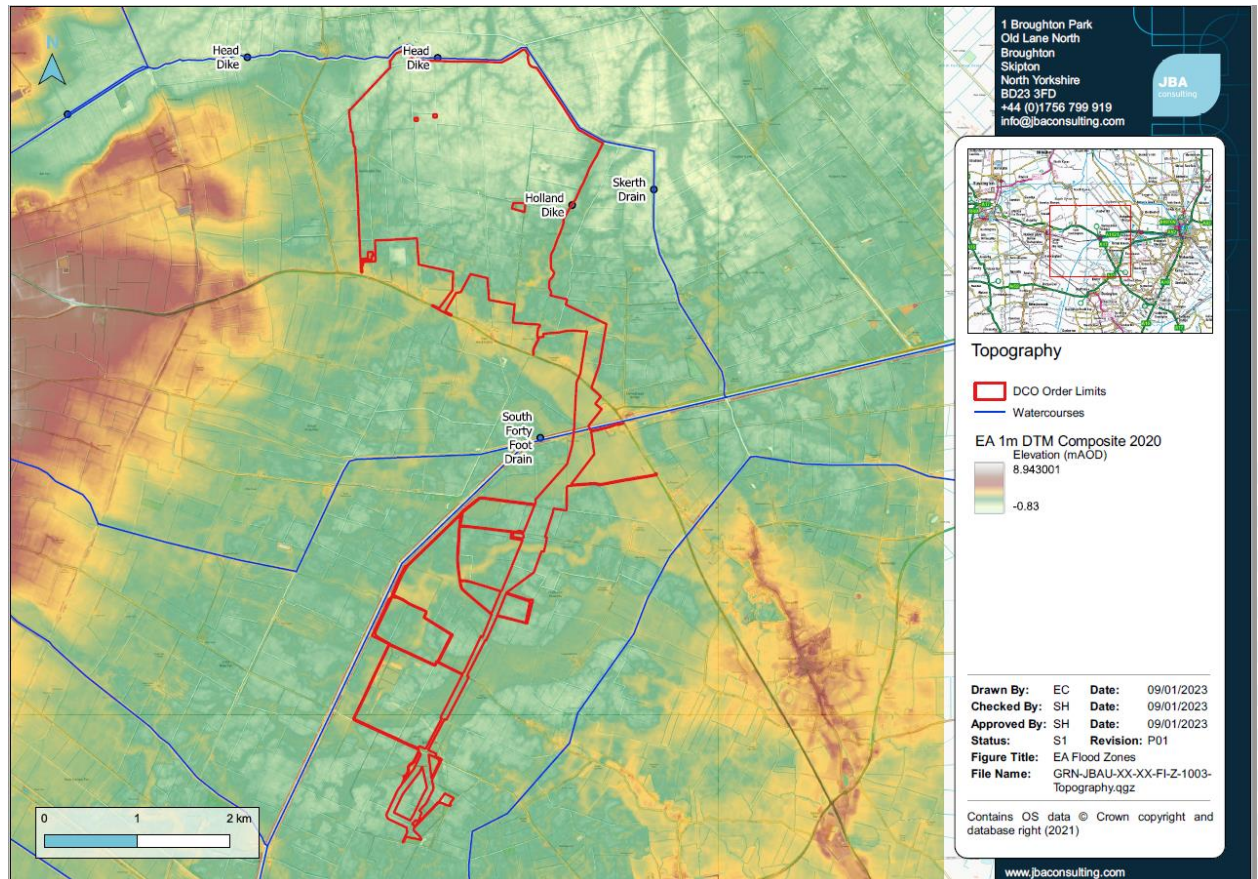 N
Head
Dike
Head
Dike
Holland
Dike
Skerth
Drain
South
Forty
Foot
Drain
0 1 2 km
1 Broughton Park
Old Lane North
Broughton
Skipton
North Yorkshire
BD23 3FD
+44 (0)1756 799 919
info@jbaconsulting.com
JBA
consulting
Topography
DCO Order Limits
Watercourses
EA 1m DTM Composite 2020
Elevation (mAOD)
8.943001
-0.83
Drawn By: EC Date: 09/01/2023
Checked By: SH Date: 09/01/2023
Approved By: SH Date: 09/01/2023
Status: S1 Revision: P01
Figure Title: EA Flood Zones
File Name: GRN-JBAU-XX-XX-FI-Z-1003-
Topography.qgz
Contains OS data © Crown copyright and
database right (2021)
www.jbaconsulting.com